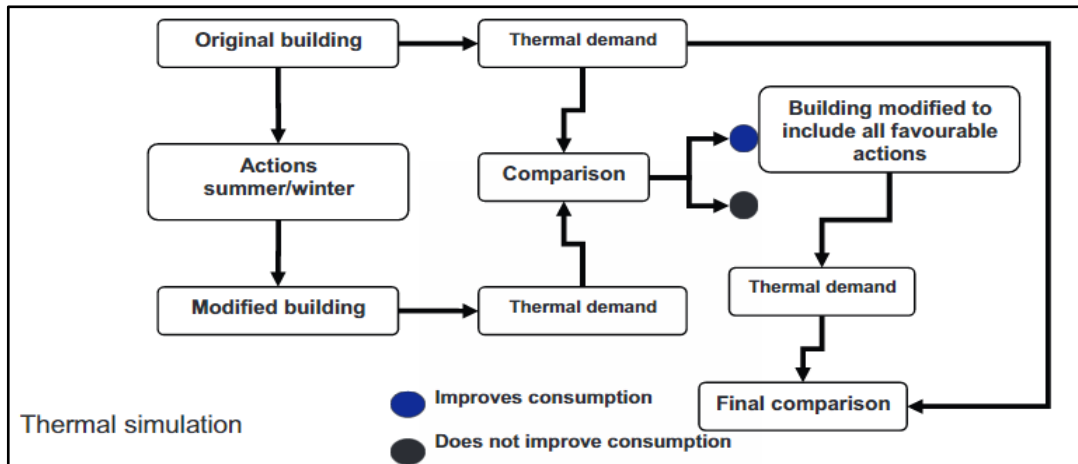 Original building
Thermal demand
Building modified to
include all favourable
actions
Actions
summer/winter
Comparison
Thermal demand
Modified building
Thermal demand
Improves consumption
Final comparison
Thermal simulation
Does not improve consumption